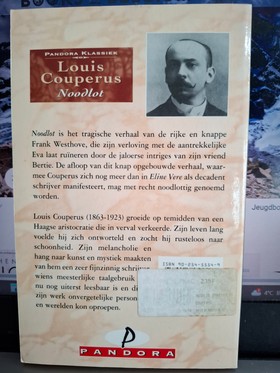 PANDORA KLASSIEK
Louis
Couperus
Noodlot
Noodlot is het tragische verhaal van de rijke en knappe
Frank Westhove, die zijn verloving met de aantrekkelijke
Eva laat ruïneren door de jaloerse intriges van zijn vriend
Bertie. De afloop van dit knap opgebouwde verhaal, waar-
mee Couperus zich nog meer dan in Eline Vere als decadent
schrijver manifesteert, mag met recht noodlottig genoemd
worden.
Louis Couperus (1863-1923) groeide op temidden van een
Haagse aristocratie die in verval verkeerde. Zijn leven lang
voelde hij zich ontworteld en zocht hij rusteloos naar
schoonheid. Zijn melancholie en
hang naar kunst en mystiek maakten
van hem een zeer fijnzinnig schrijver
wiens meesterlijke taalgebruik
nu nog uiterst leesbaar is en die
zijn werk onvergetelijke
en werelden kon oproepen.
P
PANDORA
Jeugdbo